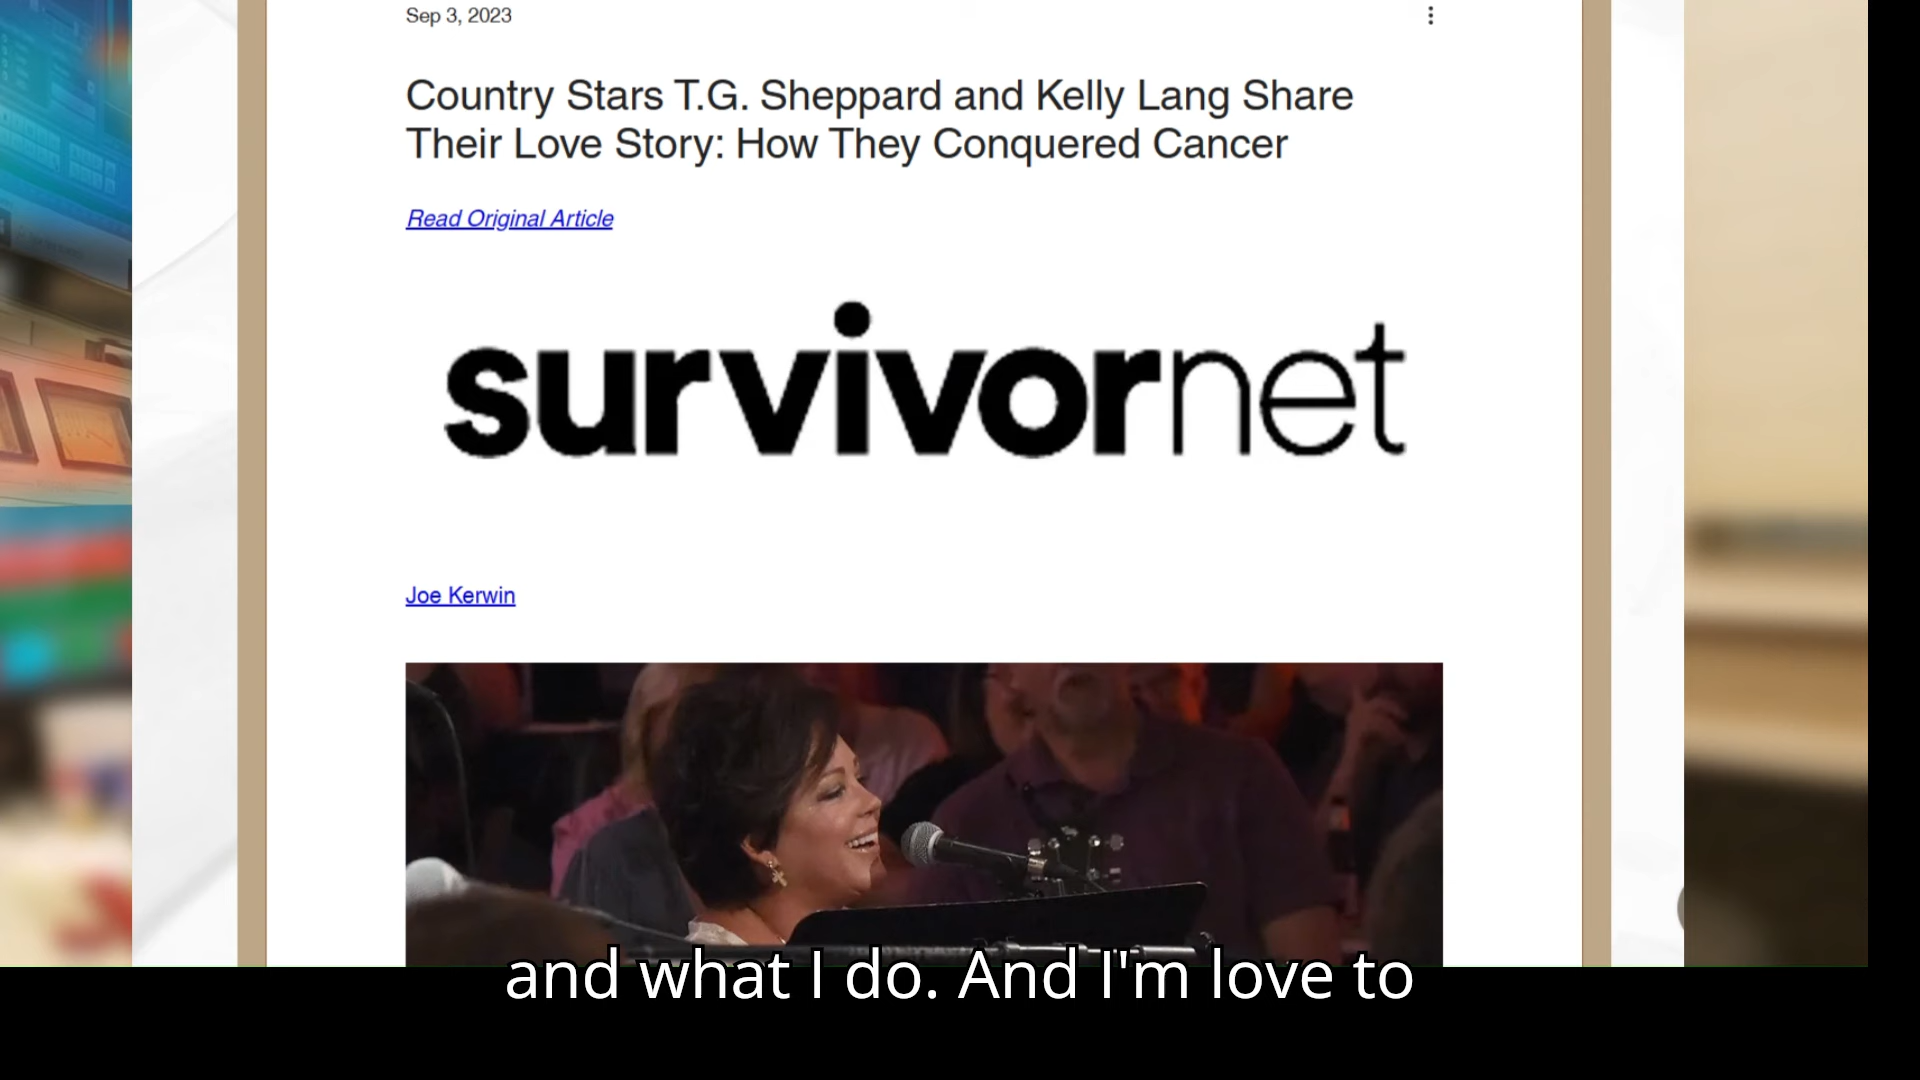 Sep 3, 2023
Country Stars T.G. Sheppard and Kelly Lang Share
Their Love Story: How They Conquered Cancer
Read Original Article
survivornet
Joe Kerwin
and what I do. And I"m love to